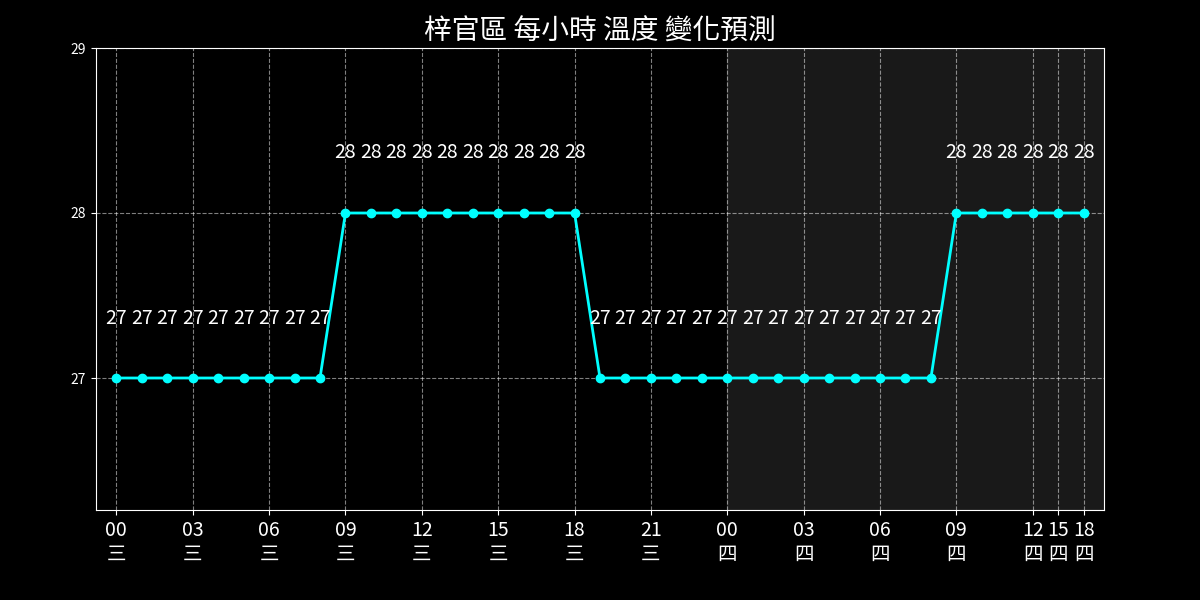 梓官區 每小時 溫度 變化預測
29
28 28 28 28 28 28 28 28 28 28 28 28 28 28 28 28
28
27 27 27 27 27 27 27 27 27 27 27 27 27 27 27 27 27 27 27 27 27 27 27
27
00 03 06 09 12 15 18 21 00 03 06 09 12 15 18
三 三 三 三 三 三 三 三 四 四 四 四 四 四 四